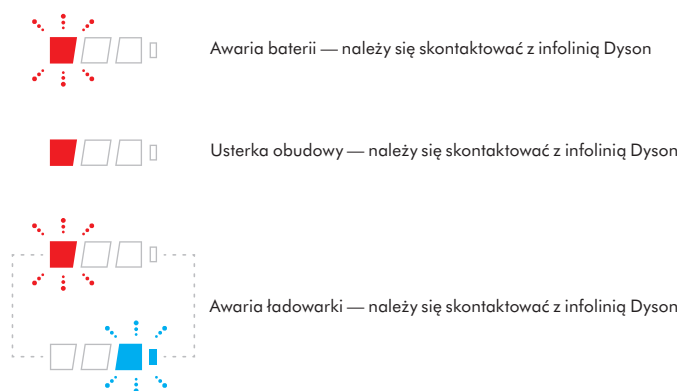 Awaria baterii — należy się skontaktować z infolinią Dyson
Usterka obudowy — należy się skontaktować z infolinią Dyson
Awaria ładowarki — należy się skontaktować z infolinią Dyson